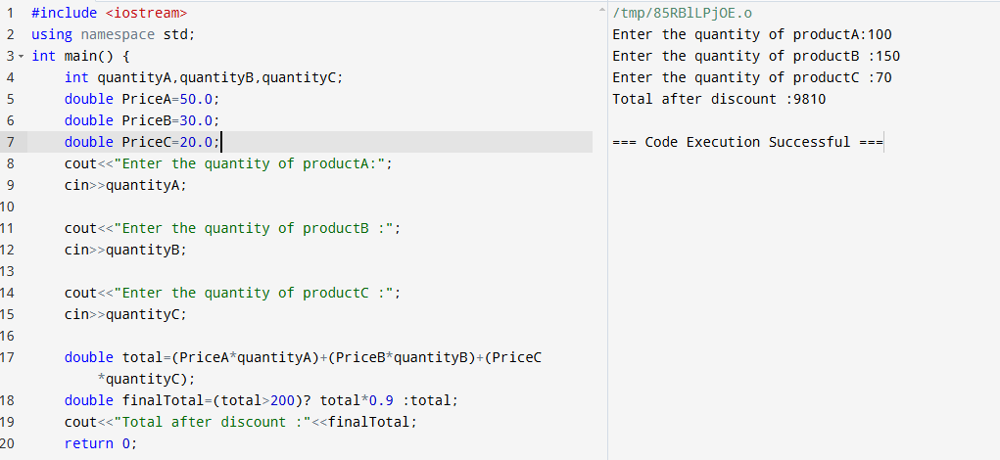 1 #include <iostream>
2 using namespace std;
3 int main() {
4 int quantityA,quantityB,quantityC;
5 double PriceA=50.0;
6 double PriceB=30.0;
7 double PriceC=20.0;
8 cout<<"Enter the quantity of productA:";
9 cin>>quantityA;
10
11 cout<<"Enter the quantity of productB :";
12 cin>>quantityB;
13
14 cout<<"Enter the quantity of productC :";
15 cin>>quantityC;
16
17 double total=(PriceA*quantityA)+(PriceB*quantityB)+(PriceC
*quantityC);
18 double finalTotal=(total>200)? total*0.9 :total;
19 cout<<"Total after discount :"<<finalTotal;
20 return 0;
/tmp/85RBlLPjOE.o
Enter the quantity of productA:100
Enter the quantity of productB :150
Enter the quantity of productC :70
Total after discount :9810
=== Code Execution Successful ===